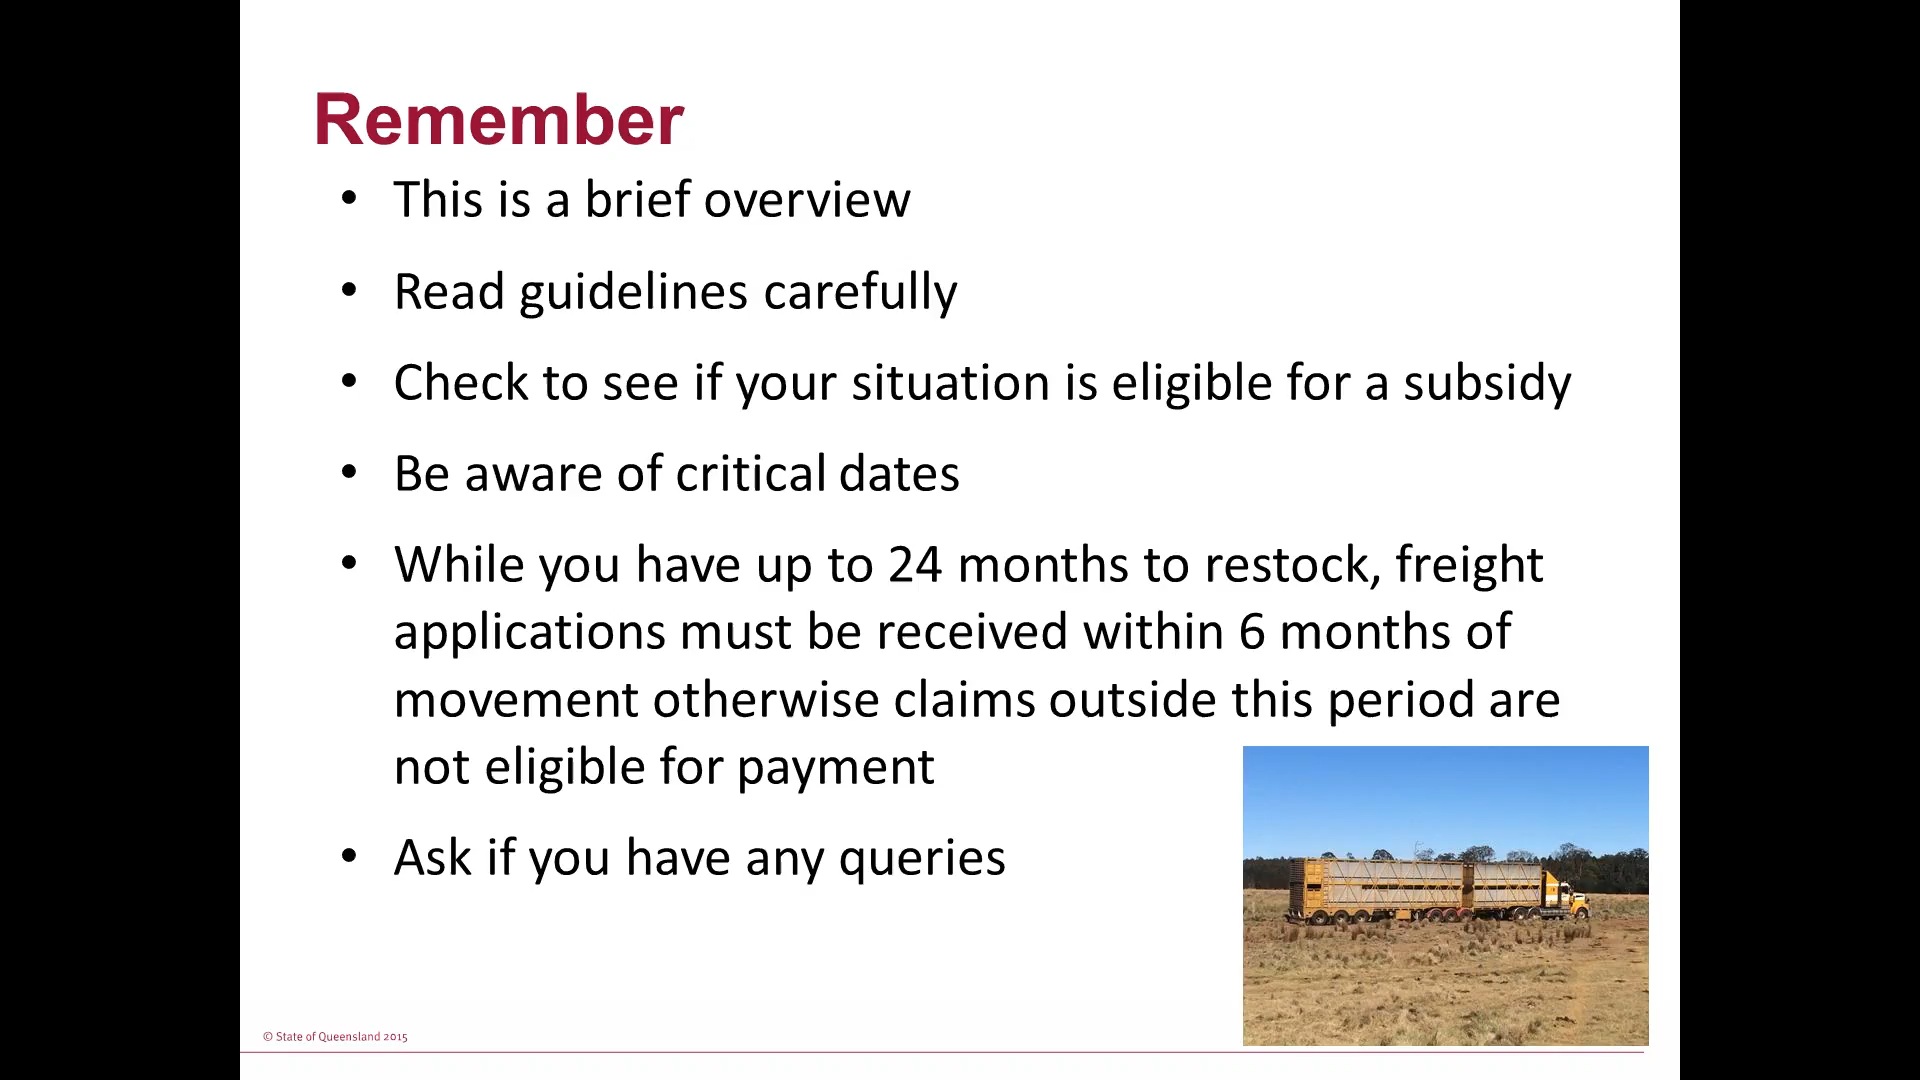 Remember
• This is a brief overview
• Read guidelines carefully
• Check to see if your situation is eligible for a subsidy
• Be aware of critical dates
• While you have up to 24 months to restock, freight
applications must be received within 6 months of
movement otherwise claims outside this period are
not eligible for payment
• Ask if you have any queries
© State of Queensland 2015